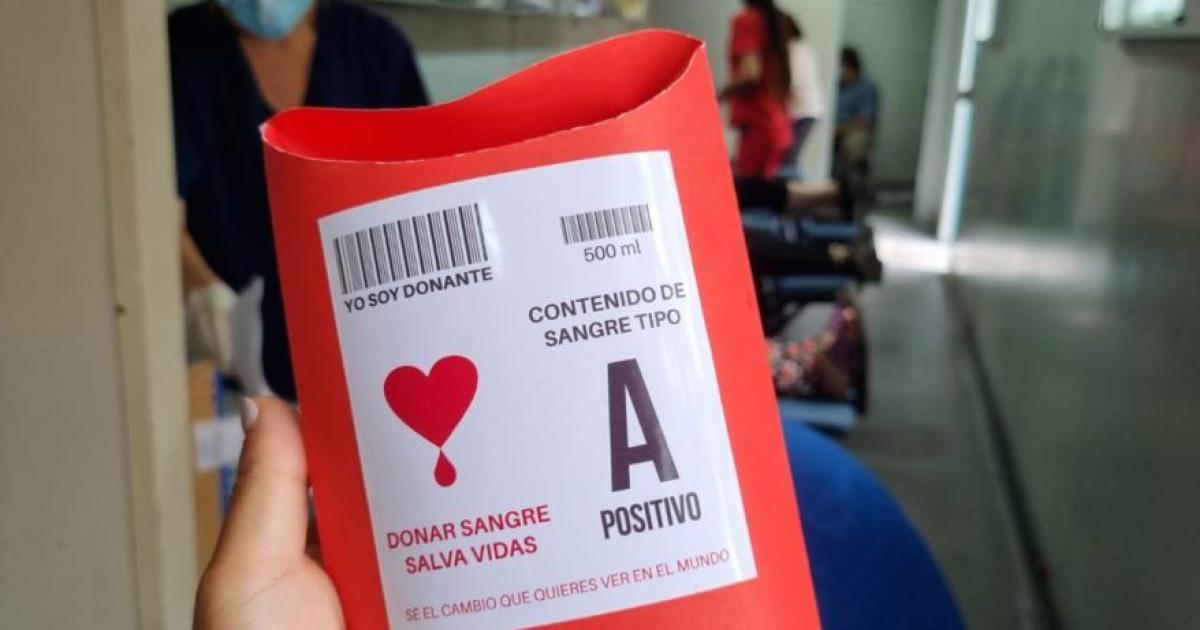 YO SOY DONANTE
500 ml
CONTENIDO DE
SANGRE TIPO
A
POSITIVO
DONAR SANGRE
SALVA VIDAS
SÉ EL CAMBIO QUE QUIERES VER EN EL MUNDO